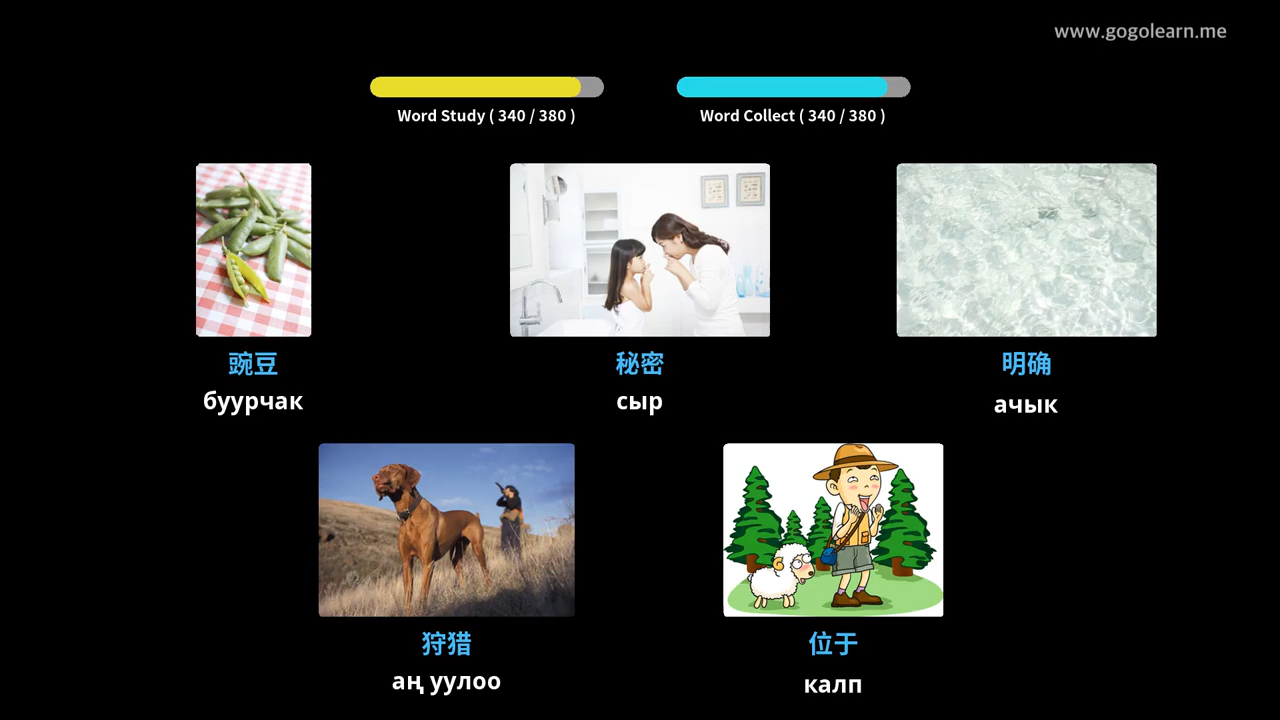 www.gogolearn.me
Word Study ( 340 / 380 )
Word Collect ( 340 / 380 )
豌豆
буурчак
秘密
сыр
明确
ачык
狩猎
аң уулоо
位于
калп